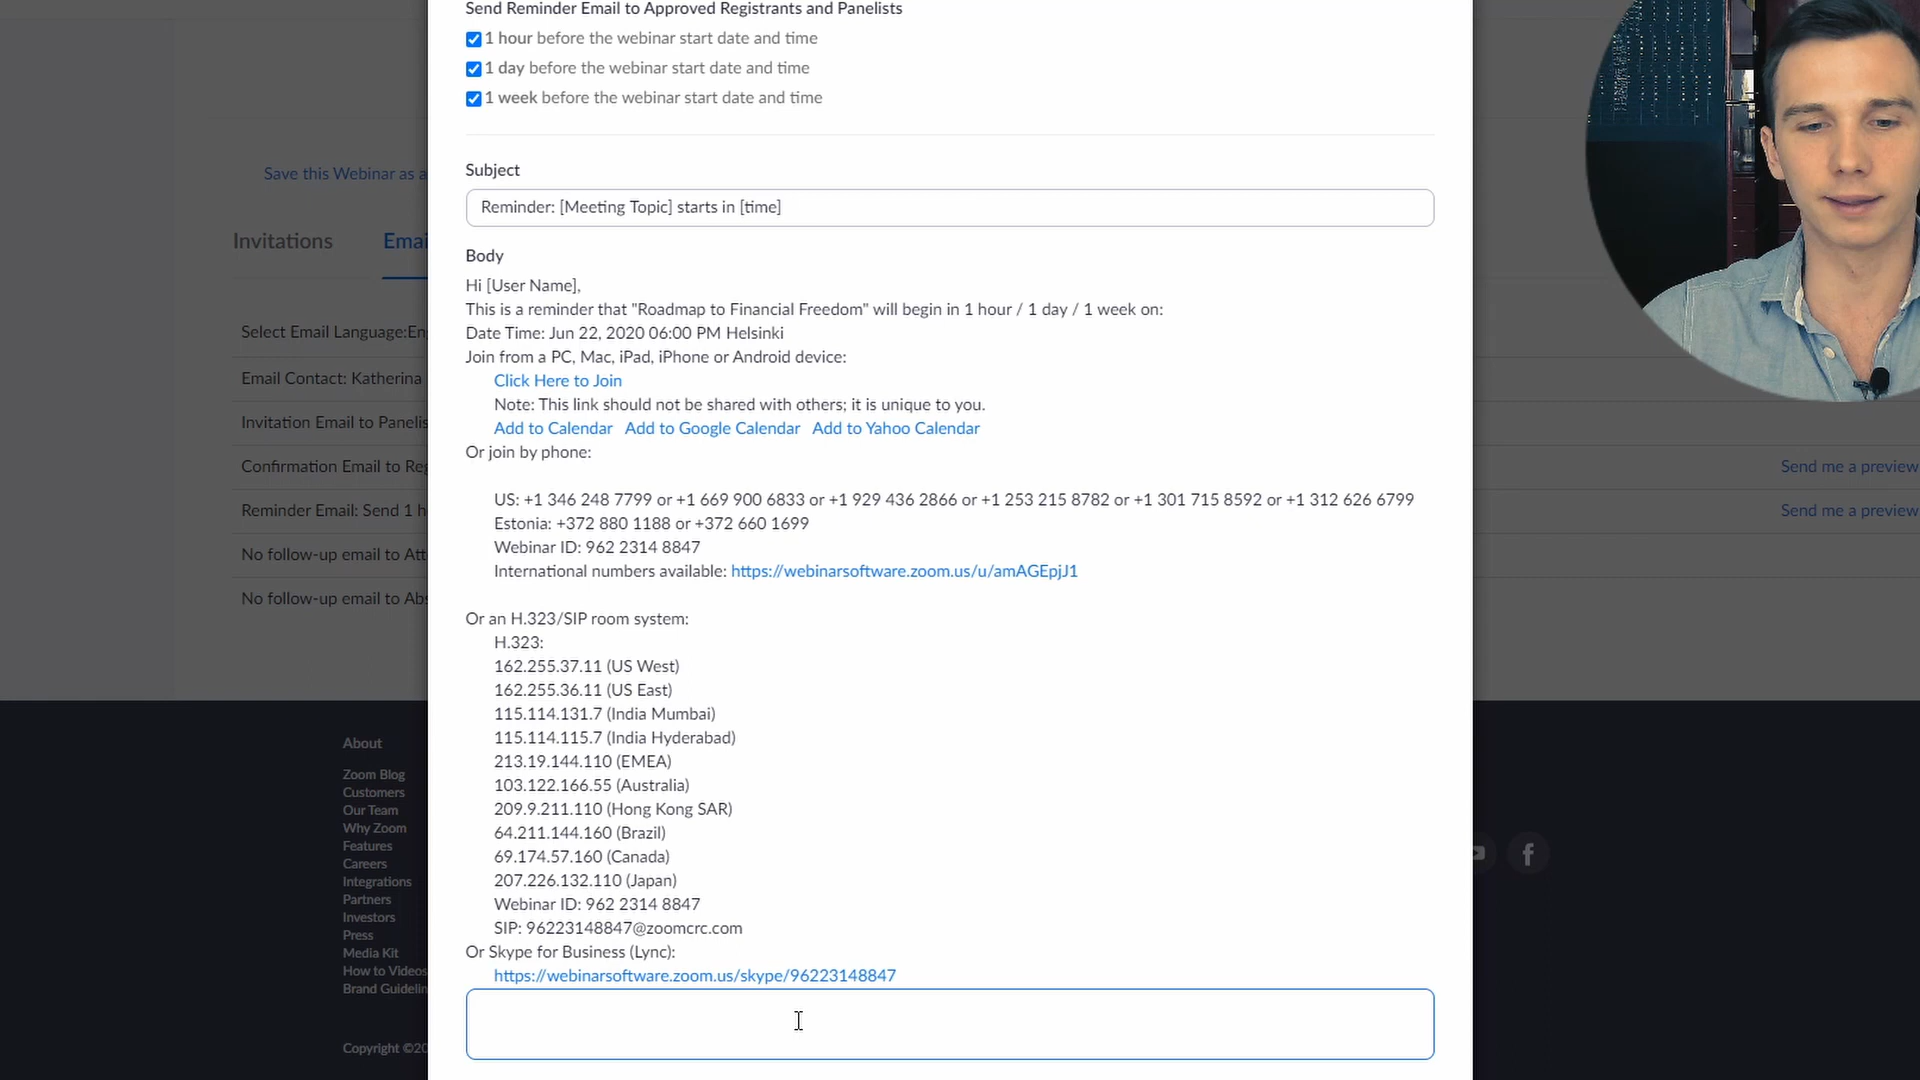 Send Reminder Email to Approved Registrants and Panelists
1 hour before the webinar start date and time
1 day before the webinar start date and time
1 week before the webinar start date and time
Subject
Reminder: [Meeting Topic] starts in [time]
Body
Hi [User Name],
This is a reminder that "Roadmap to Financial Freedom" will begin in 1 hour / 1 day / 1 week on:
Date Time: Jun 22, 2020 06:00 PM Helsinki
Join from a PC, Mac, iPad, iPhone or Android device:
Click Here to Join
Note: This link should not be shared with others; it is unique to you.
Add to Calendar Add to Google Calendar Add to Yahoo Calendar
Or join by phone:
US: +1 346 248 7799 or +1 669 900 6833 or +1 929 436 2866 or +1 253 215 8782 or +1 301 715 8592 or +1 312 626 6799
Estonia: +372 880 1188 or +372 660 1699
Webinar ID: 962 2314 8847
International numbers available: https://webinarsoftware.zoom.us/u/amAGEpjJ1
Or an H.323/SIP room system:
H.323:
162.255.37.11 (US West)
162.255.36.11 (US East)
115.114.131.7 (India Mumbai)
115.114.115.7 (India Hyderabad)
213.19.144.110 (EMEA)
103.122.166.55 (Australia)
209.9.211.110 (Hong Kong SAR)
64.211.144.160 (Brazil)
69.174.57.160 (Canada)
207.226.132.110 (Japan)
Webinar ID: 962 2314 8847
SIP: 96223148847@zoomcrc.com
Or Skype for Business (Lync):
https://webinarsoftware.zoom.us/skype/96223148847
Save this Webinar as a
Invitations Emai
Select Email Language:En
Email Contact: Katherina
Invitation Email to Panelis
Confirmation Email to Reg
Send me a preview
Reminder Email: Send 1 h
Send me a preview
No follow-up email to Att
No follow-up email to Abs
About
Zoom Blog
Customers
Our Team
Why Zoom
Features
Careers
Integrations
Partners
Investors
Press
Media Kit
How to Videos
Brand Guidelin
Copyright ©20